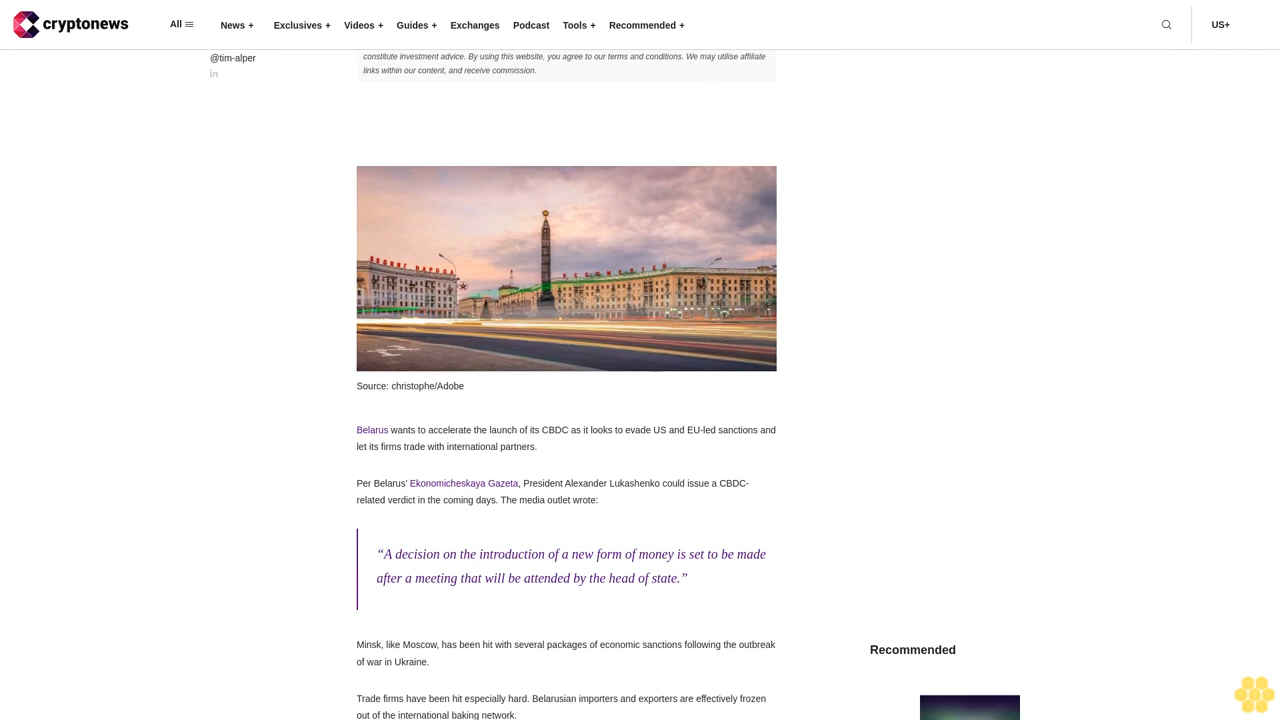 cryptonews
All
News +
Exclusives +
Videos +
Guides +
Exchanges
Podcast
Tools +
Recommended +
US+
@tim-alper
constitute investment advice. By using this website, you agree to our terms and conditions. We may utilise affiliate
links within our content, and receive commission.
Source: christophe/Adobe
Belarus wants to accelerate the launch of its CBDC as it looks to evade US and EU-led sanctions and
let its firms trade with international partners.
Per Belarus’ Ekonomicheskaya Gazeta, President Alexander Lukashenko could issue a CBDC-
related verdict in the coming days. The media outlet wrote:
“A decision on the introduction of a new form of money is set to be made
after a meeting that will be attended by the head of state.”
Minsk, like Moscow, has been hit with several packages of economic sanctions following the outbreak
of war in Ukraine.
Trade firms have been hit especially hard. Belarusian importers and exporters are effectively frozen
out of the international baking network.
Recommended